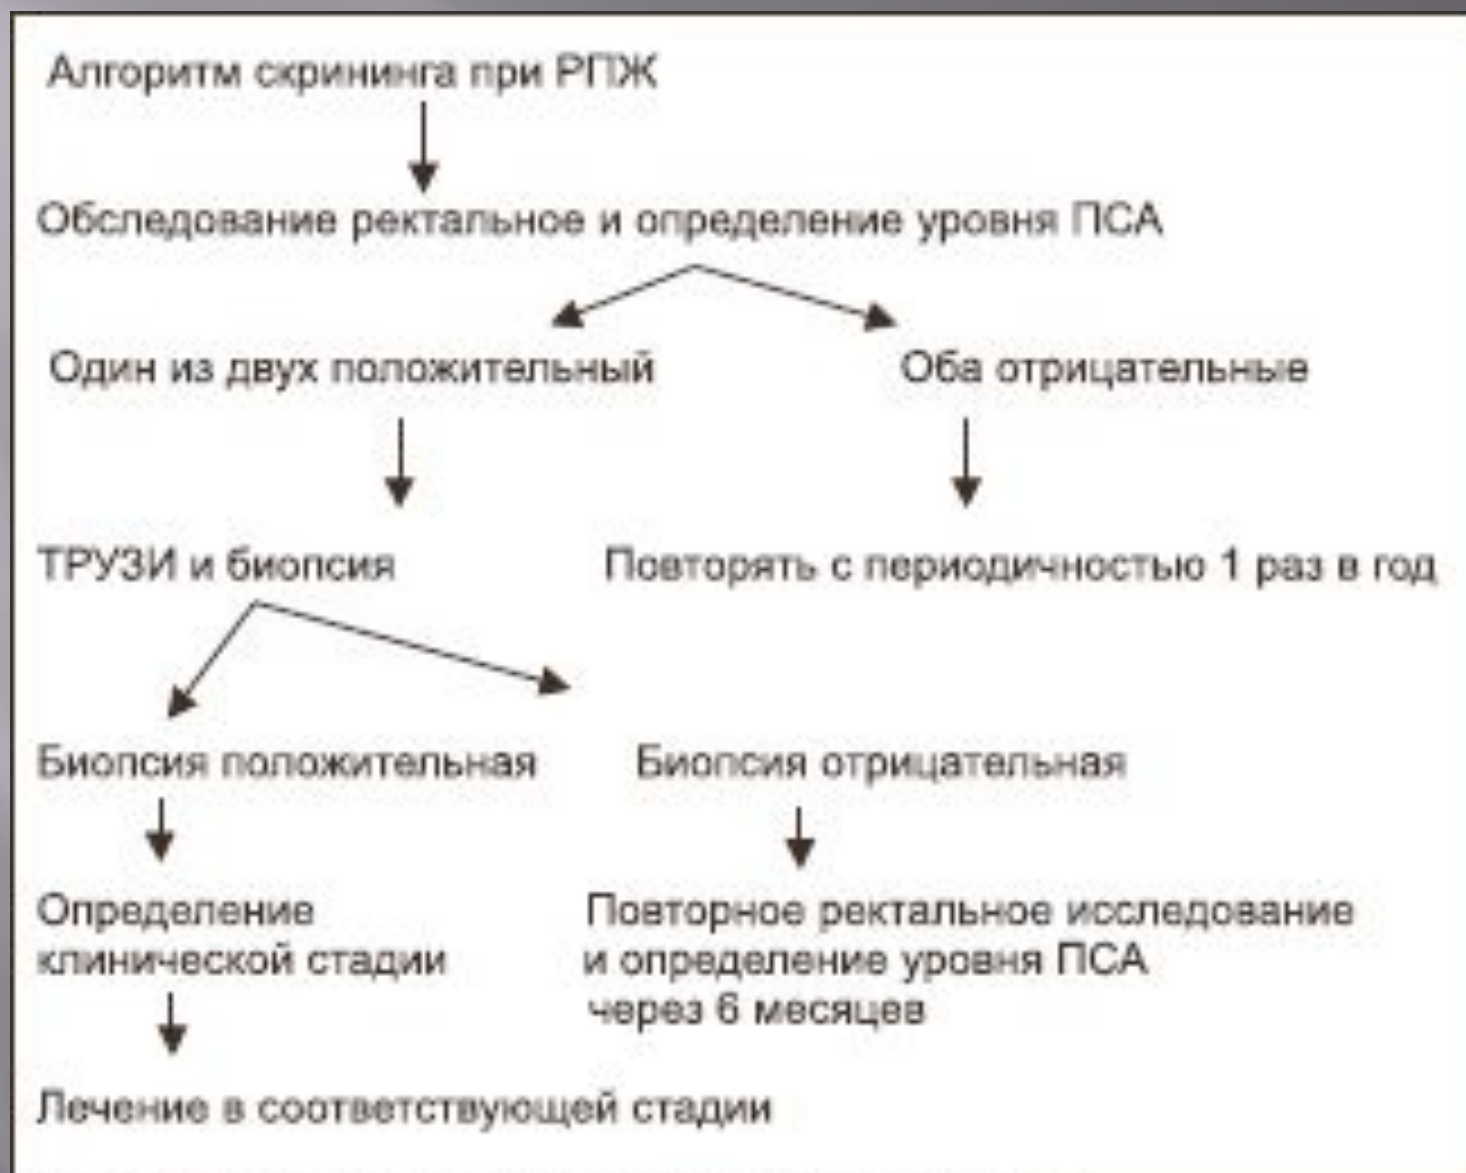 Алгоритм скрининга при РПЖ
Обследование ректальное и определение уровня ПСА
Один из двух положительный
Оба отрицательные
ТРУЗИ и биопсия
Повторять с периодичностью 1 раз в год
Биопсия положительная
Биопсия отрицательная
Определение
клинической стадии
Повторное ректальное исследование
и определение уровня ПСА
через 6 месяцев
Лечение в соответствующей стадии